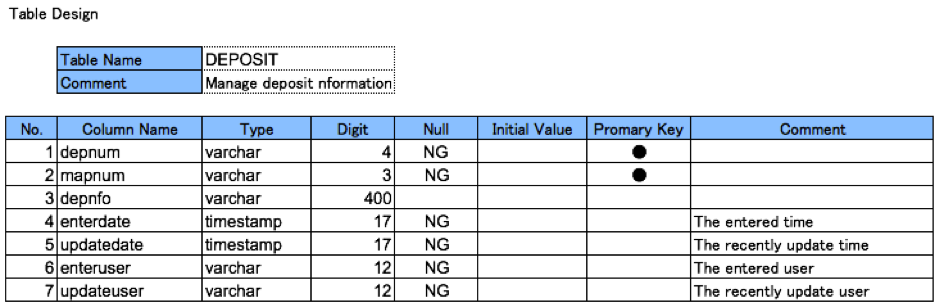 Table Design
Table Name DEPOSIT
Comment Manage deposit nformation
No. Column Name Type Digit Null Initial Value Promary Key Comment
1 depnum varchar 4 NG ●
2 mapnum varchar 3 NG ●
3 depnfo varchar 400
4 enterdate timestamp 17 NG The entered time
5 updatedate timestamp 17 NG The recently update time
6 enteruser varchar 12 NG The entered user
7 updateuser varchar 12 NG The recently update user